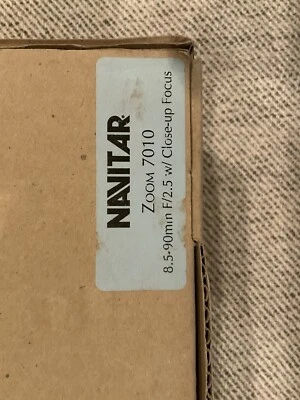 NAVITAR
ZOOM 7010
8.5-90mm F/2.5 w/ Close-up Focus